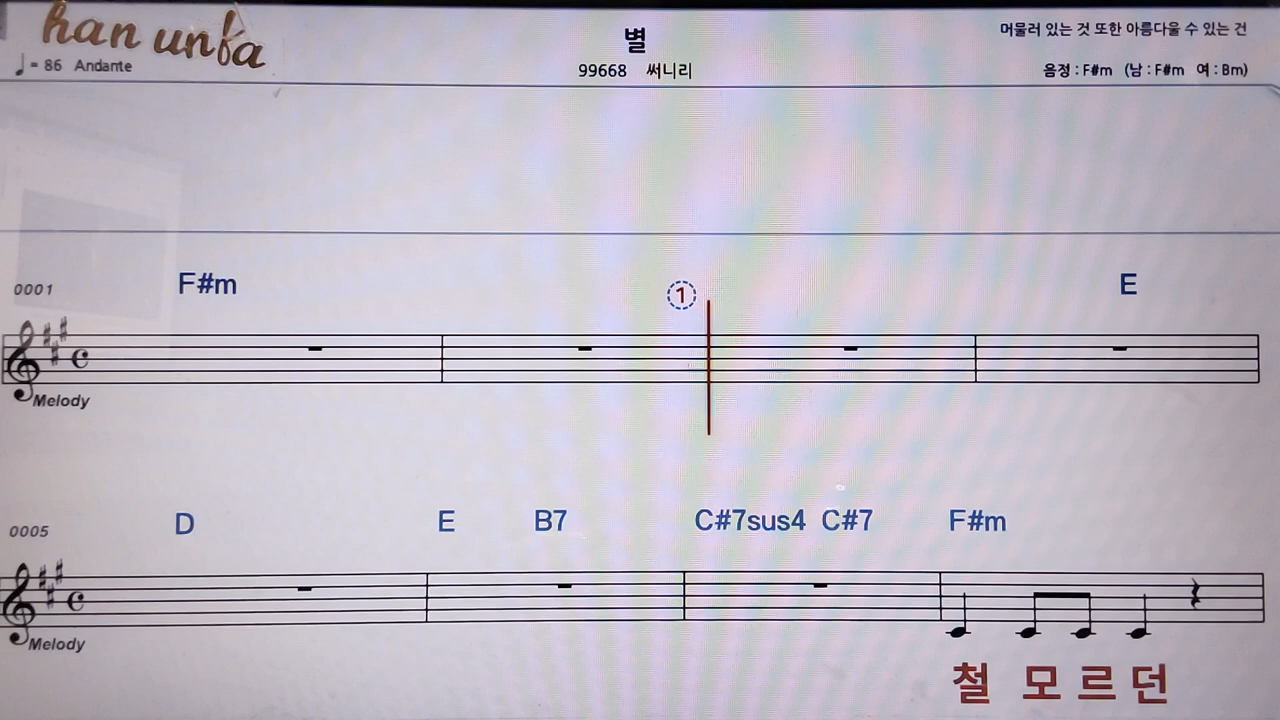 han unfa
♩= 86 Andante
별
99668 써니리
머물러 있는 것 또한 아름다울 수 있는 건
음정 : F#m (남 : F#m 여 : Bm)
0001 F#m ① E
Melody
0005 D E B7 C#7sus4 C#7 F#m
Melody
철 모 르 던